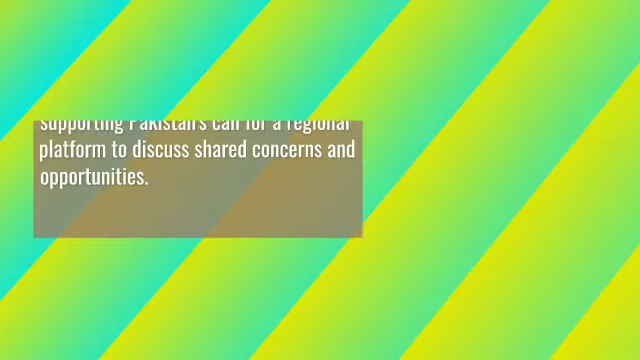 supporting Pakistan's call for a regional
platform to discuss shared concerns and
opportunities.